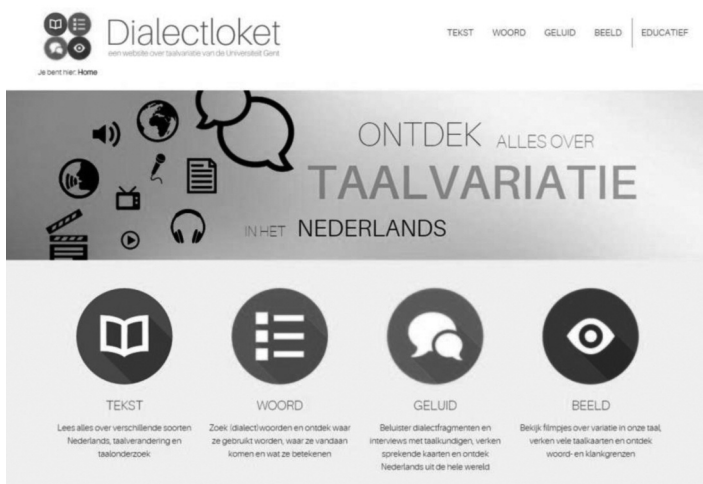 Dialectloket
een website over taalvariatie van de Universiteit Gent
TEKST WOORD GELUID BEELD EDUCATIEF
Je bent hier: Home
ONTDEK ALLES OVER
TAALVARIATIE
IN HET NEDERLANDS
TEKST
Lees alles over verschillende soorten
Nederlands, taalverandering en
taalonderzoek
WOORD
Zoek (dialect)woorden en ontdek waar
ze gebruikt worden, waar ze vandaan
komen en wat ze betekenen
GELUID
Beluister dialectfragmenten en
interviews met taalkundigen, verken
sprekende kaarten en ontdek
Nederlands uit de hele wereld
BEELD
Bekijk filmpjes over variatie in onze taal,
verken vele taalkaarten en ontdek
woord- en klankgrenzen